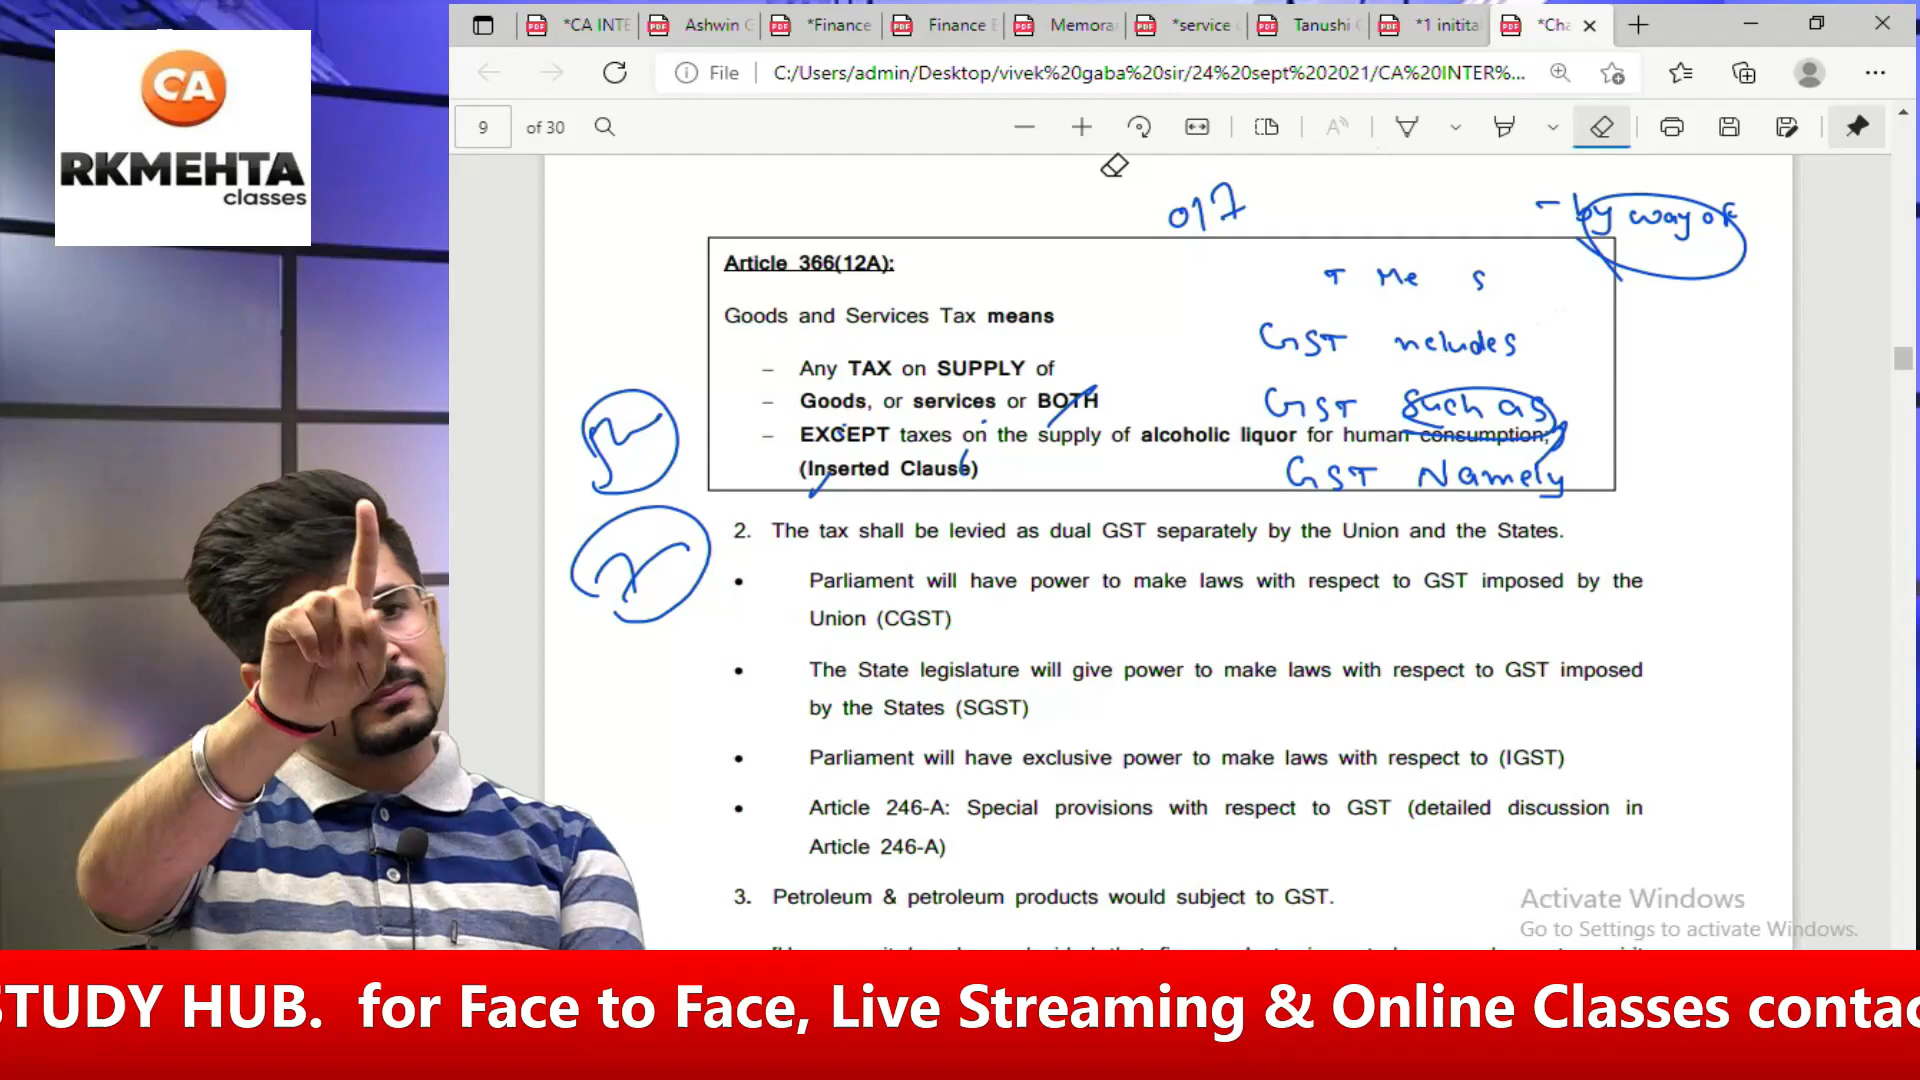 CA
RKMEHTA
classes
*CA INTE
Ashwin G
*Finance
Finance E
Memora
*service
Tanushi
*1 initita
*Cha
File C:/Users/admin/Desktop/vivek%20gaba%20sir/24%20sept%202021/CA%20INTER%...
9 of 30
017
- by way of
Article 366(12A):
T Me S
Goods and Services Tax means
GST ncludes
– Any TAX on SUPPLY of
– Goods, or services or BOTH
GST such as
– EXCEPT taxes on the supply of alcoholic liquor for human consumption;
(Inserted Clause)
GST Namely
2. The tax shall be levied as dual GST separately by the Union and the States.
• Parliament will have power to make laws with respect to GST imposed by the
Union (CGST)
• The State legislature will give power to make laws with respect to GST imposed
by the States (SGST)
• Parliament will have exclusive power to make laws with respect to (IGST)
• Article 246-A: Special provisions with respect to GST (detailed discussion in
Article 246-A)
3. Petroleum & petroleum products would subject to GST.
Activate Windows
Go to Settings to activate Windows.
STUDY HUB. for Face to Face, Live Streaming & Online Classes contac